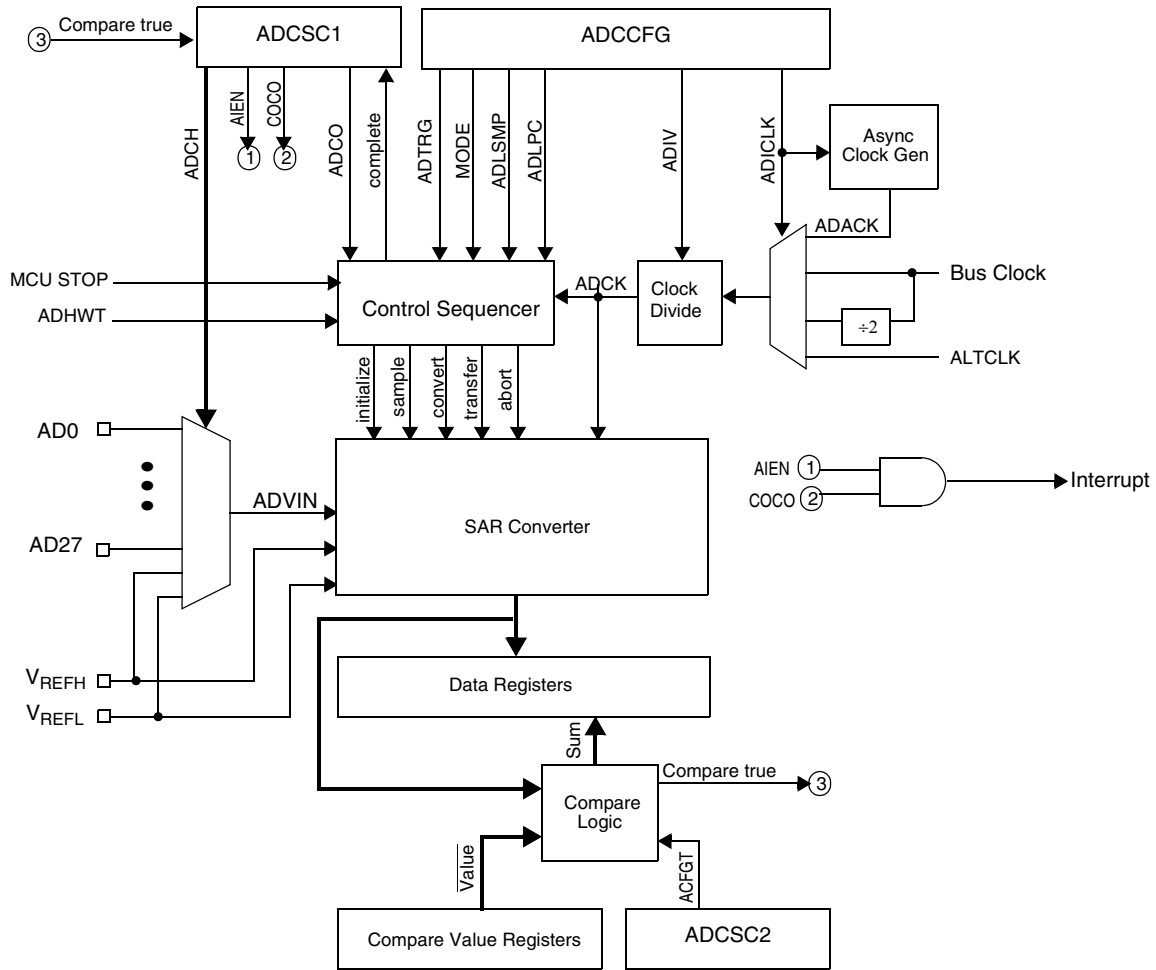 3 Compare true
ADCSC1
ADCCFG
ADCH
AIEN
COCO
ADCO
complete
ADTRG
MODE
ADLSMP
ADLPC
ADIV
ADICLK
Async
Clock Gen
1
2
ADACK
MCU STOP
ADHWT
Control Sequencer
ADCK
Clock
Divide
Bus Clock
÷2
ALTCLK
initialize
sample
convert
transfer
abort
AD0
AD27
ADVIN
SAR Converter
AIEN 1
COCO 2
Interrupt
VREFH
VREFL
Data Registers
Sum
Compare true 3
Compare
Logic
Value
ACFGT
Compare Value Registers
ADCSC2